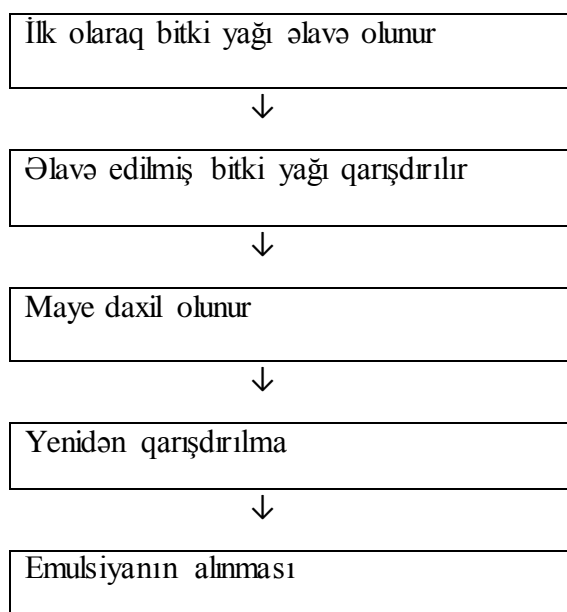 İlk olaraq bitki yağı əlavə olunur
↓
Əlavə edilmiş bitki yağı qarışdırılır
↓
Maye daxil olunur
↓
Yenidən qarışdırılma
↓
Emulsiyanın alınması